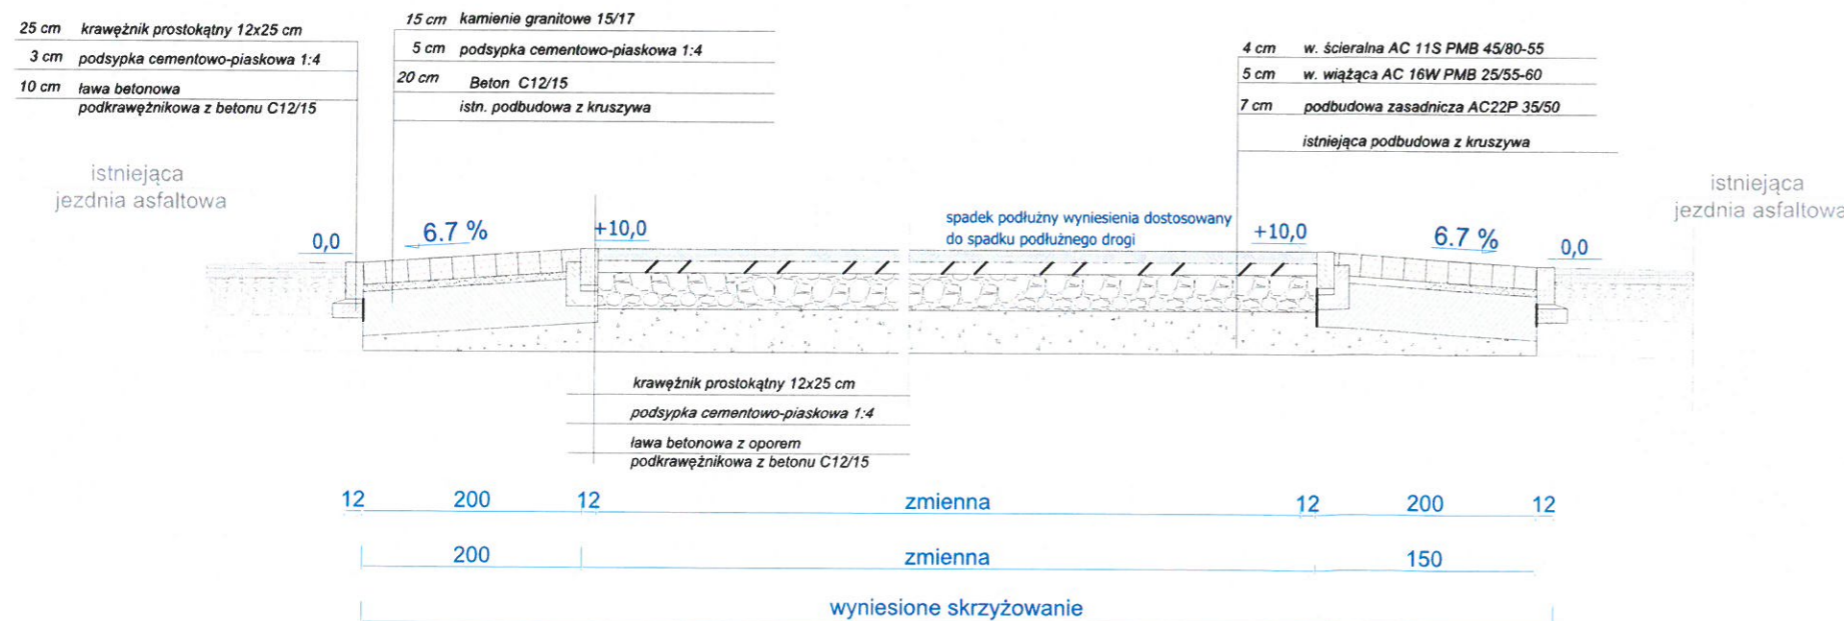 25 cm krawężnik prostokątny 12x25 cm
3 cm podsypka cementowo-piaskowa 1:4
10 cm ława betonowa
podkrawężnikowa z betonu C12/15
15 cm kamienie granitowe 15/17
5 cm podsypka cementowo-piaskowa 1:4
20 cm Beton C12/15
istn. podbudowa z kruszywa
4 cm w. ścieralna AC 11S PMB 45/80-55
5 cm w. wiążąca AC 16W PMB 25/55-60
7 cm podbudowa zasadnicza AC22P 35/50
istniejąca podbudowa z kruszywa
istniejąca
jezdnia asfaltowa
istniejąca
jezdnia asfaltowa
0,0
6.7 %
+10,0
spadek podłużny wyniesienia dostosowany
do spadku podłużnego drogi
+10,0
6.7 %
0,0
krawężnik prostokątny 12x25 cm
podsypka cementowo-piaskowa 1:4
ława betonowa z oporem
podkrawężnikowa z betonu C12/15
12 200 12 zmienna 12 200 12
200 zmienna 150
wyniesione skrzyżowanie